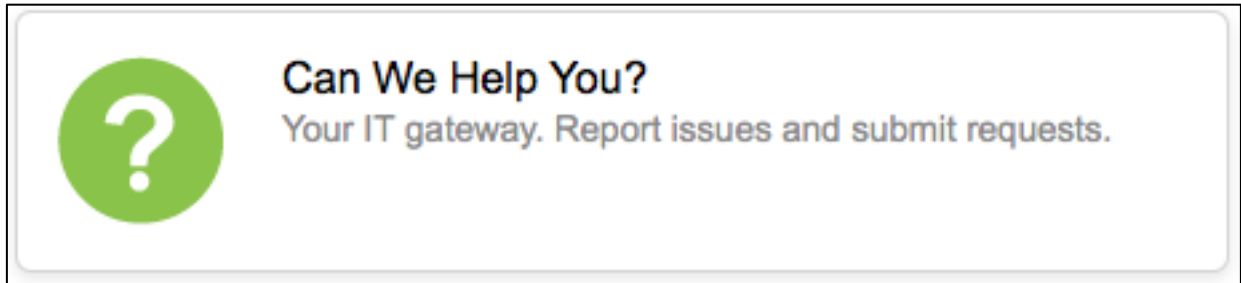 ?
Can We Help You?
Your IT gateway. Report issues and submit requests.